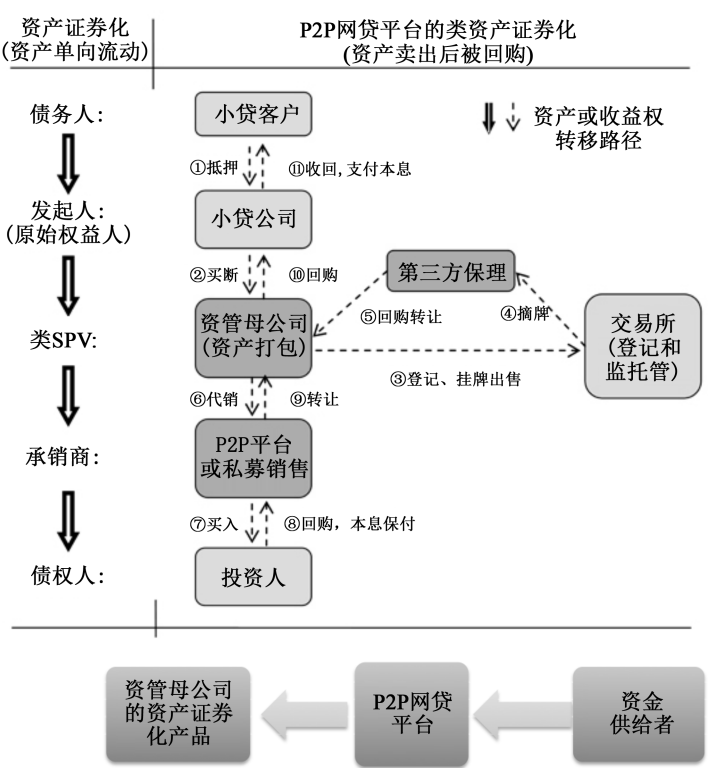 资产证券化
(资产单向流动)
P2P网贷平台的类资产证券化
(资产卖出后被回购)
债务人:
小贷客户
资产或收益权
转移路径
①抵押
⑪收回,支付本息
发起人:
(原始权益人)
小贷公司
②买断
⑩回购
第三方保理
⑤回购转让
④摘牌
类SPV:
资管母公司
(资产打包)
交易所
(登记和
监托管)
③登记、挂牌出售
⑥代销
⑨转让
承销商:
P2P平台
或私募销售
⑦买入
⑧回购，本息保付
债权人:
投资人
资管母公司
的资产证券
化产品
P2P网贷
平台
资金
供给者